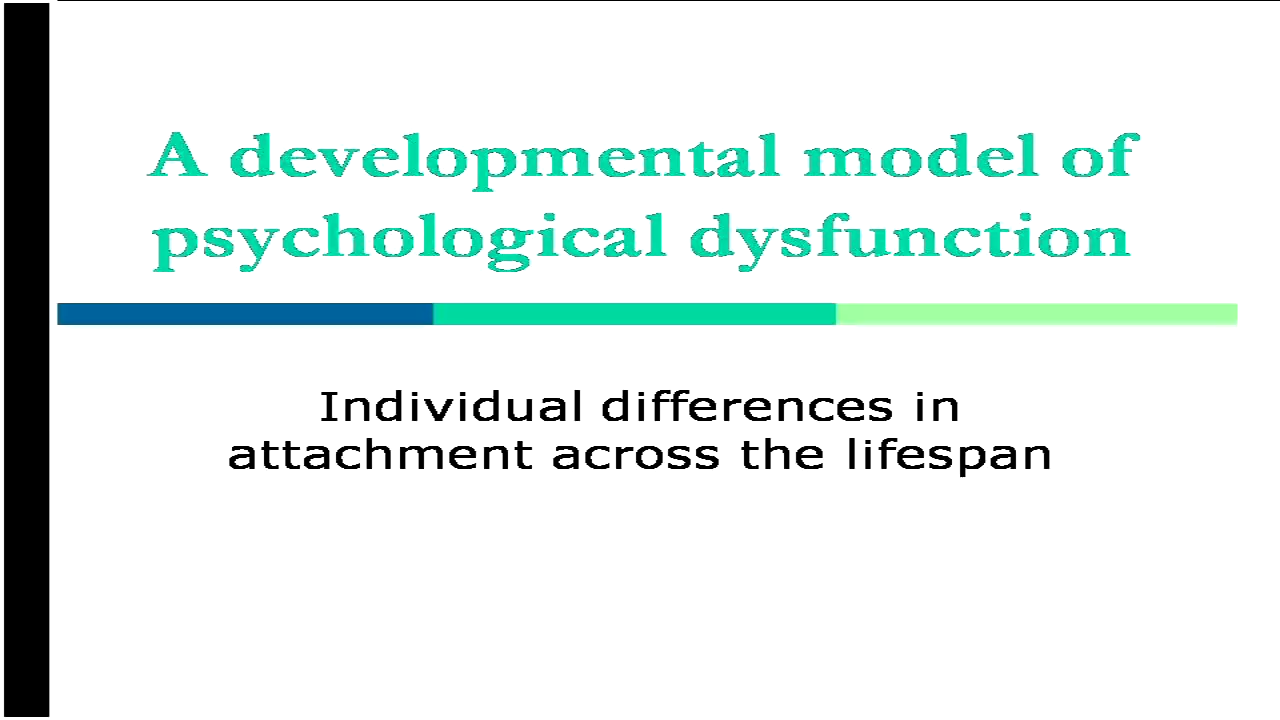 A developmental model of
psychological dysfunction
Individual differences in
attachment across the lifespan